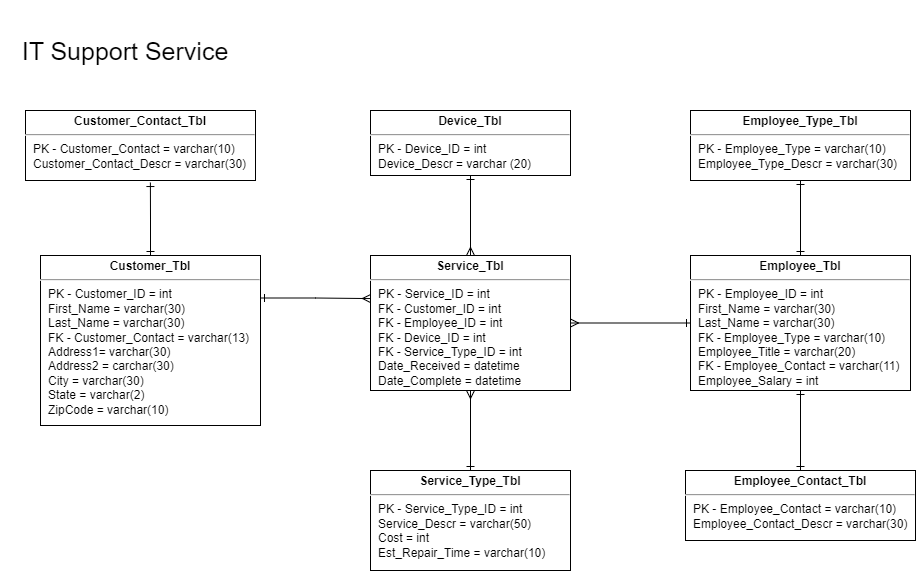 IT Support Service
Customer_Contact_Tbl
PK - Customer_Contact = varchar(10)
Customer_Contact_Descr = varchar(30)
Device_Tbl
PK - Device_ID = int
Device_Descr = varchar (20)
Employee_Type_Tbl
PK - Employee_Type = varchar(10)
Employee_Type_Descr = varchar(30)
Customer_Tbl
PK - Customer_ID = int
First_Name = varchar(30)
Last_Name = varchar(30)
FK - Customer_Contact = varchar(13)
Address1= varchar(30)
Address2 = carchar(30)
City = varchar(30)
State = varchar(2)
ZipCode = varchar(10)
Service_Tbl
PK - Service_ID = int
FK - Customer_ID = int
FK - Employee_ID = int
FK - Device_ID = int
FK - Service_Type_ID = int
Date_Received = datetime
Date_Complete = datetime
Employee_Tbl
PK - Employee_ID = int
First_Name = varchar(30)
Last_Name = varchar(30)
FK - Employee_Type = varchar(10)
Employee_Title = varchar(20)
FK - Employee_Contact = varchar(11)
Employee_Salary = int
Service_Type_Tbl
PK - Service_Type_ID = int
Service_Descr = varchar(50)
Cost = int
Est_Repair_Time = varchar(10)
Employee_Contact_Tbl
PK - Employee_Contact = varchar(10)
Employee_Contact_Descr = varchar(30)